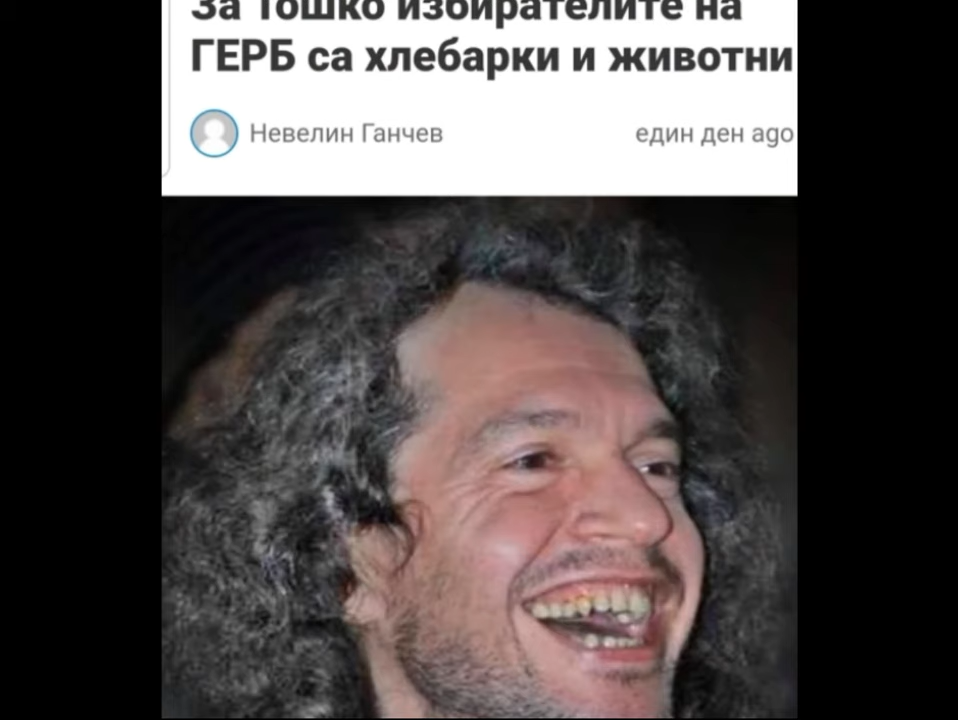 За Тошко избирателите на
ГЕРБ са хлебарки и животни
Невелин Ганчев
един ден ago